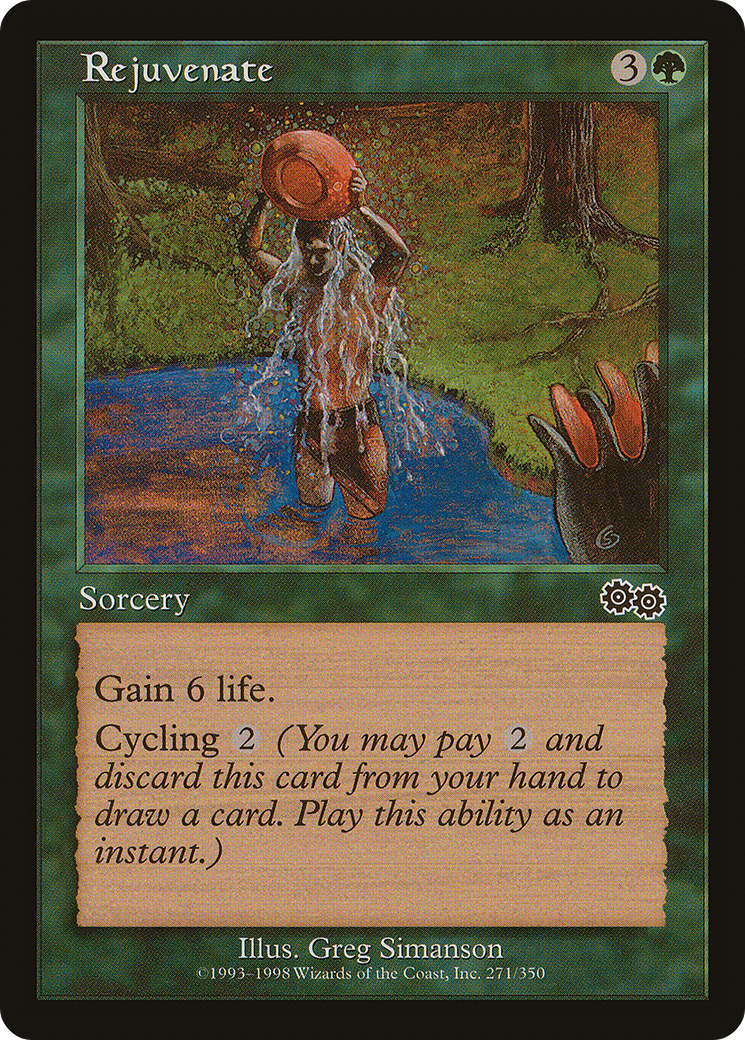 Rejuvenate 3
Sorcery
Gain 6 life.
Cycling 2 (You may pay 2 and
discard this card from your hand to
draw a card. Play this ability as an
instant.)
Illus. Greg Simanson
©1993–1998 Wizards of the Coast, Inc. 271/350